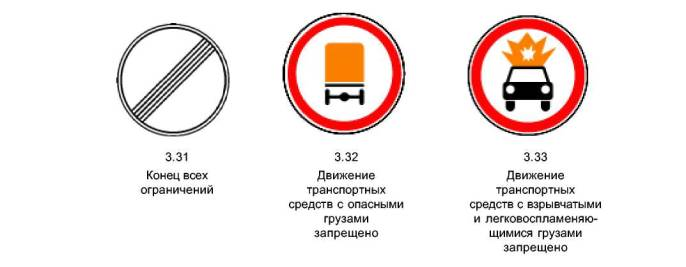 3.31
Конец всех
ограничений
3.32
Движение
транспортных
средств с опасными
грузами
запрещено
3.33
Движение
транспортных
средств с взрывчатыми
и легковоспламеняю-
щимися грузами
запрещено